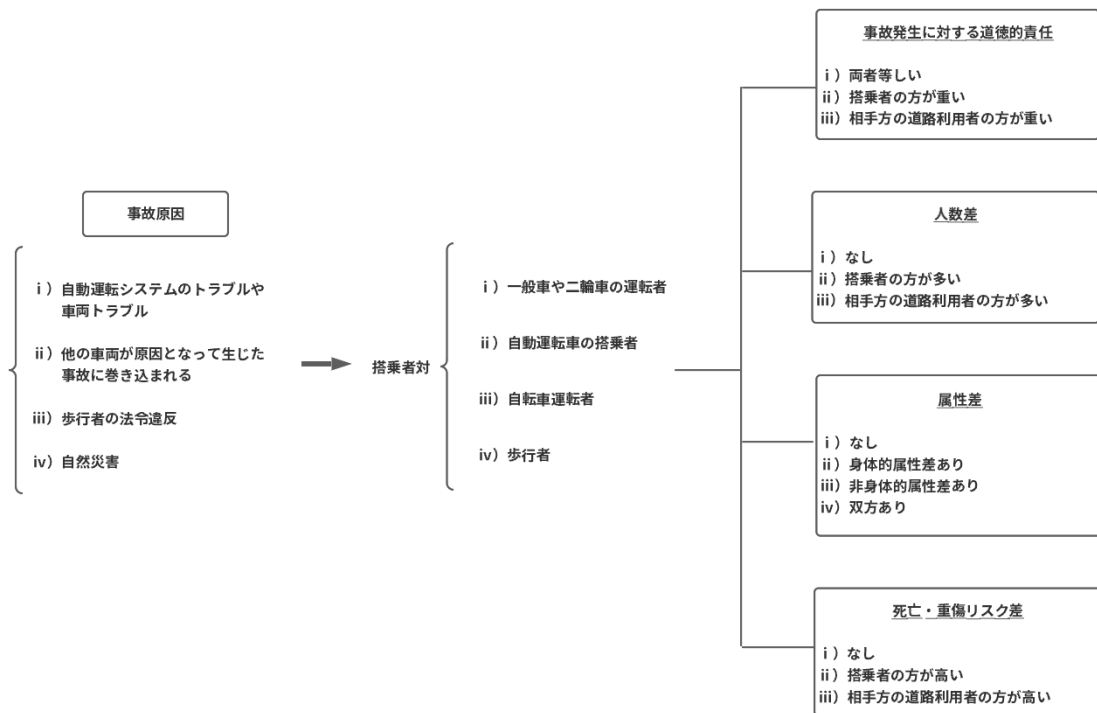 事故原因
ⅰ）自動運転システムのトラブルや
車両トラブル
ⅱ）他の車両が原因となって生じた
事故に巻き込まれる
ⅲ）歩行者の法令違反
ⅳ）自然災害
搭乗者対
ⅰ）一般車や二輪車の運転者
ⅱ）自動運転車の搭乗者
ⅲ）自転車運転者
ⅳ）歩行者
事故発生に対する道徳的責任
ⅰ）両者等しい
ⅱ）搭乗者の方が重い
ⅲ）相手方の道路利用者の方が重い
人数差
ⅰ）なし
ⅱ）搭乗者の方が多い
ⅲ）相手方の道路利用者の方が多い
属性差
ⅰ）なし
ⅱ）身体的属性差あり
ⅲ）非身体的属性差あり
ⅳ）双方あり
死亡・重傷リスク差
ⅰ）なし
ⅱ）搭乗者の方が高い
ⅲ）相手方の道路利用者の方が高い